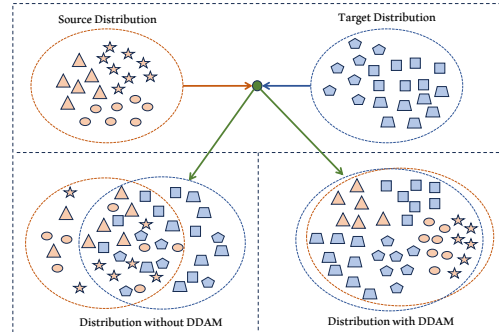 Source Distribution
Target Distribution
Distribution without DDAM
Distribution with DDAM